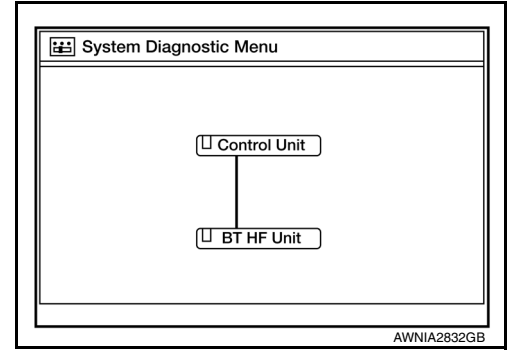 System Diagnostic Menu
Control Unit
BT HF Unit
AWNIA2832GB